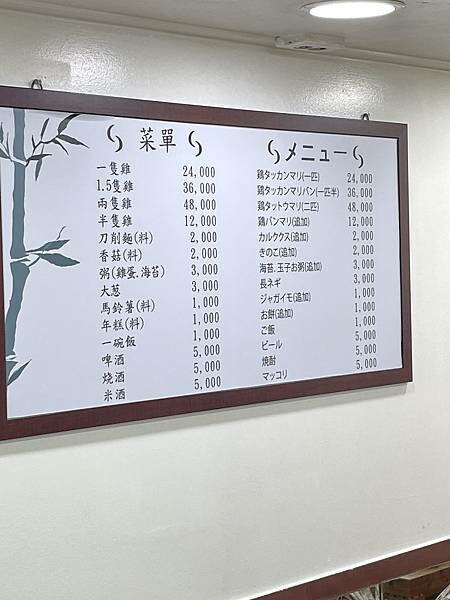 菜單
一隻雞 24,000
1.5隻雞 36,000
兩隻雞 48,000
半隻雞 12,000
刀削麵(料) 2,000
香菇(料) 2,000
粥(雞蛋.海苔) 3,000
大葱 3,000
馬鈴薯(料) 1,000
年糕(料) 1,000
一碗飯 1,000
啤酒 5,000
燒酒 5,000
米酒 5,000
メニュー
鶏タッカンマリ(一匹) 24,000
鶏タッカンマリバン(一匹半) 36,000
鶏タットウマリ(二匹) 48,000
鶏バンマリ(追加) 12,000
カルククス(追加) 2,000
きのこ(追加) 2,000
海苔.玉子お粥(追加) 3,000
長ネギ 3,000
ジャガイモ(追加) 1,000
お餅(追加) 1,000
ご飯 1,000
ビール 5,000
焼酎 5,000
マッコリ 5,000